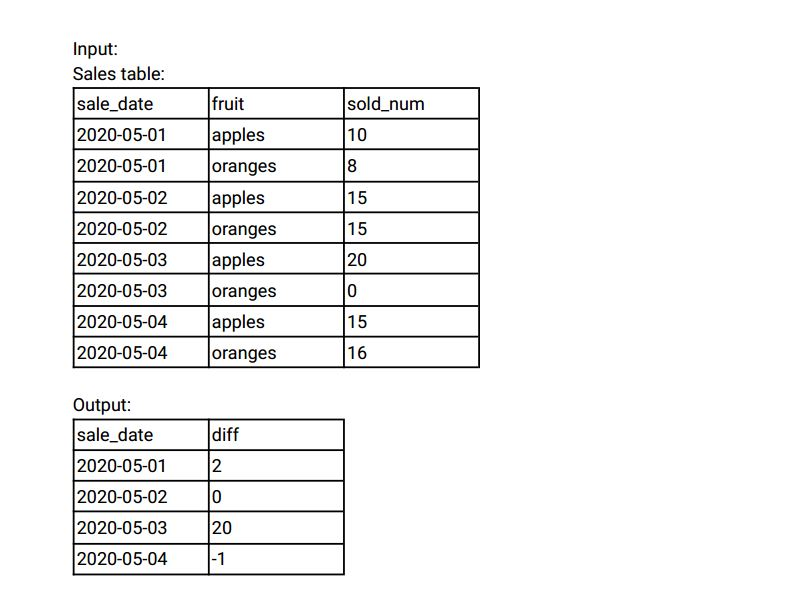 Input:
Sales table:
sale_date fruit sold_num
2020-05-01 apples 10
2020-05-01 oranges 8
2020-05-02 apples 15
2020-05-02 oranges 15
2020-05-03 apples 20
2020-05-03 oranges 0
2020-05-04 apples 15
2020-05-04 oranges 16
Output:
sale_date diff
2020-05-01 2
2020-05-02 0
2020-05-03 20
2020-05-04 -1